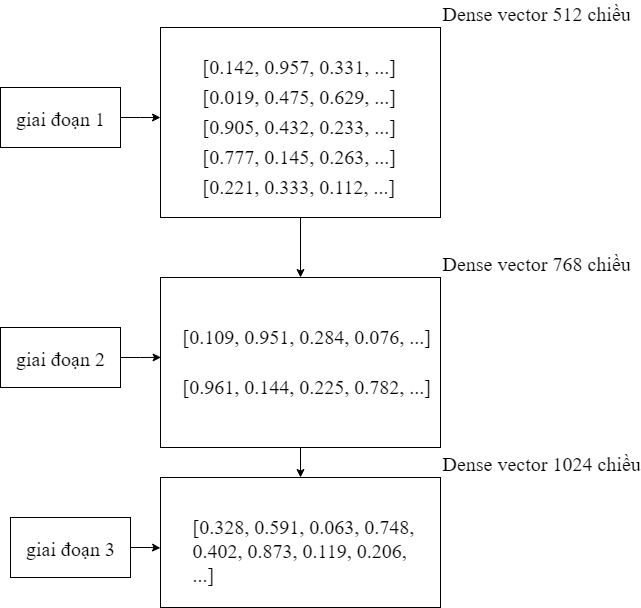 Dense vector 512 chiều
giai đoạn 1
[0.142, 0.957, 0.331, ...]
[0.019, 0.475, 0.629, ...]
[0.905, 0.432, 0.233, ...]
[0.777, 0.145, 0.263, ...]
[0.221, 0.333, 0.112, ...]
Dense vector 768 chiều
giai đoạn 2
[0.109, 0.951, 0.284, 0.076, ...]
[0.961, 0.144, 0.225, 0.782, ...]
Dense vector 1024 chiều
giai đoạn 3
[0.328, 0.591, 0.063, 0.748,
0.402, 0.873, 0.119, 0.206,
...]